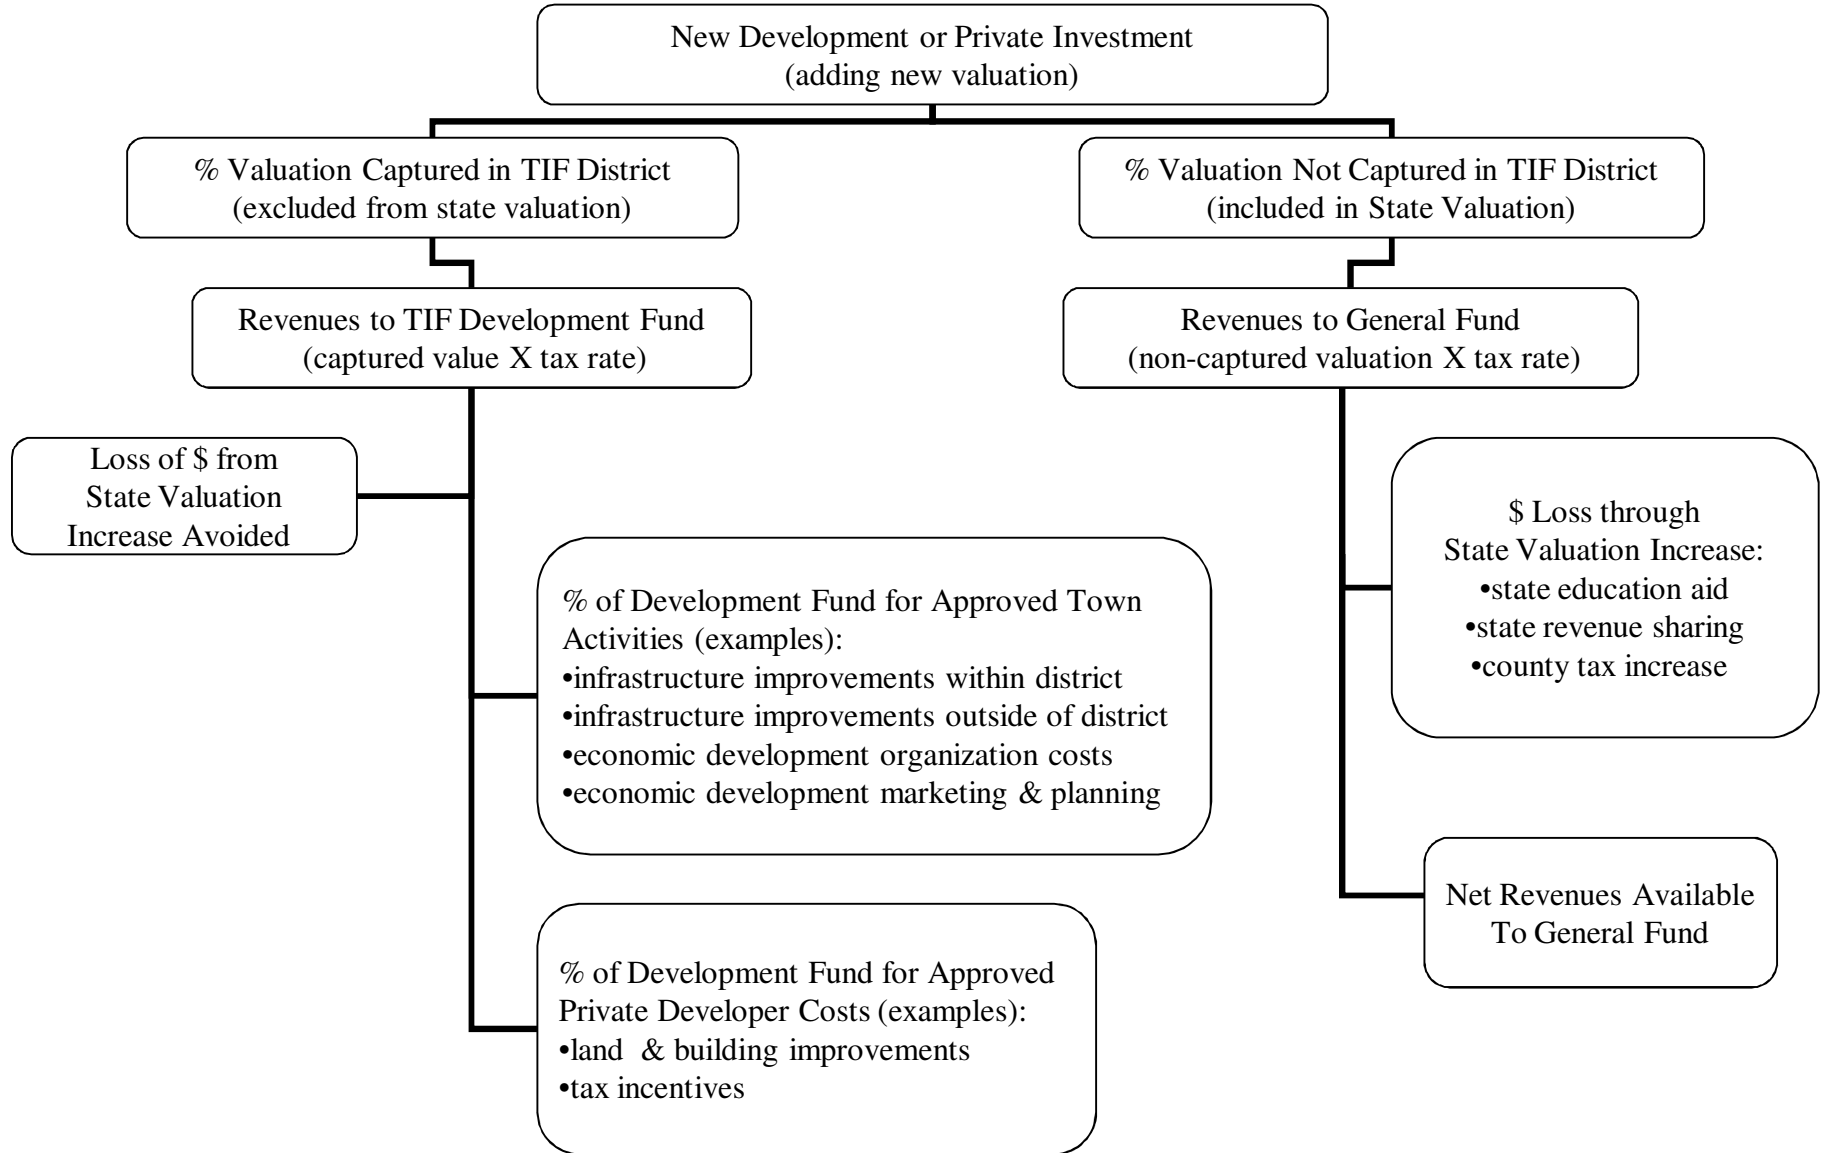 New Development or Private Investment
(adding new valuation)
% Valuation Captured in TIF District
(excluded from state valuation)
% Valuation Not Captured in TIF District
(included in State Valuation)
Revenues to TIF Development Fund
(captured value X tax rate)
Revenues to General Fund
(non-captured valuation X tax rate)
Loss of $ from
State Valuation
Increase Avoided
$ Loss through
State Valuation Increase:
•state education aid
•state revenue sharing
•county tax increase
% of Development Fund for Approved Town
Activities (examples):
•infrastructure improvements within district
•infrastructure improvements outside of district
•economic development organization costs
•economic development marketing & planning
Net Revenues Available
To General Fund
% of Development Fund for Approved
Private Developer Costs (examples):
•land & building improvements
•tax incentives